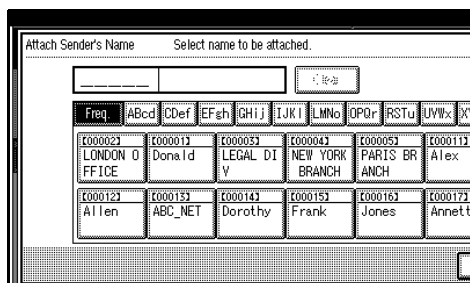 Attach Sender's Name Select name to be attached.
_____ Clear
Freq. ABcd CDef EFgh GHij IJKl LMNo OPQr RSTu UVWx XY
[00002] [00001] [00003] [00004] [00005] [00011]
LONDON O Donald LEGAL DI NEW YORK PARIS BR Alex
FFICE V BRANCH ANCH
[00012] [00013] [00014] [00015] [00016] [00017]
Allen ABC_NET Dorothy Frank Jones Annett